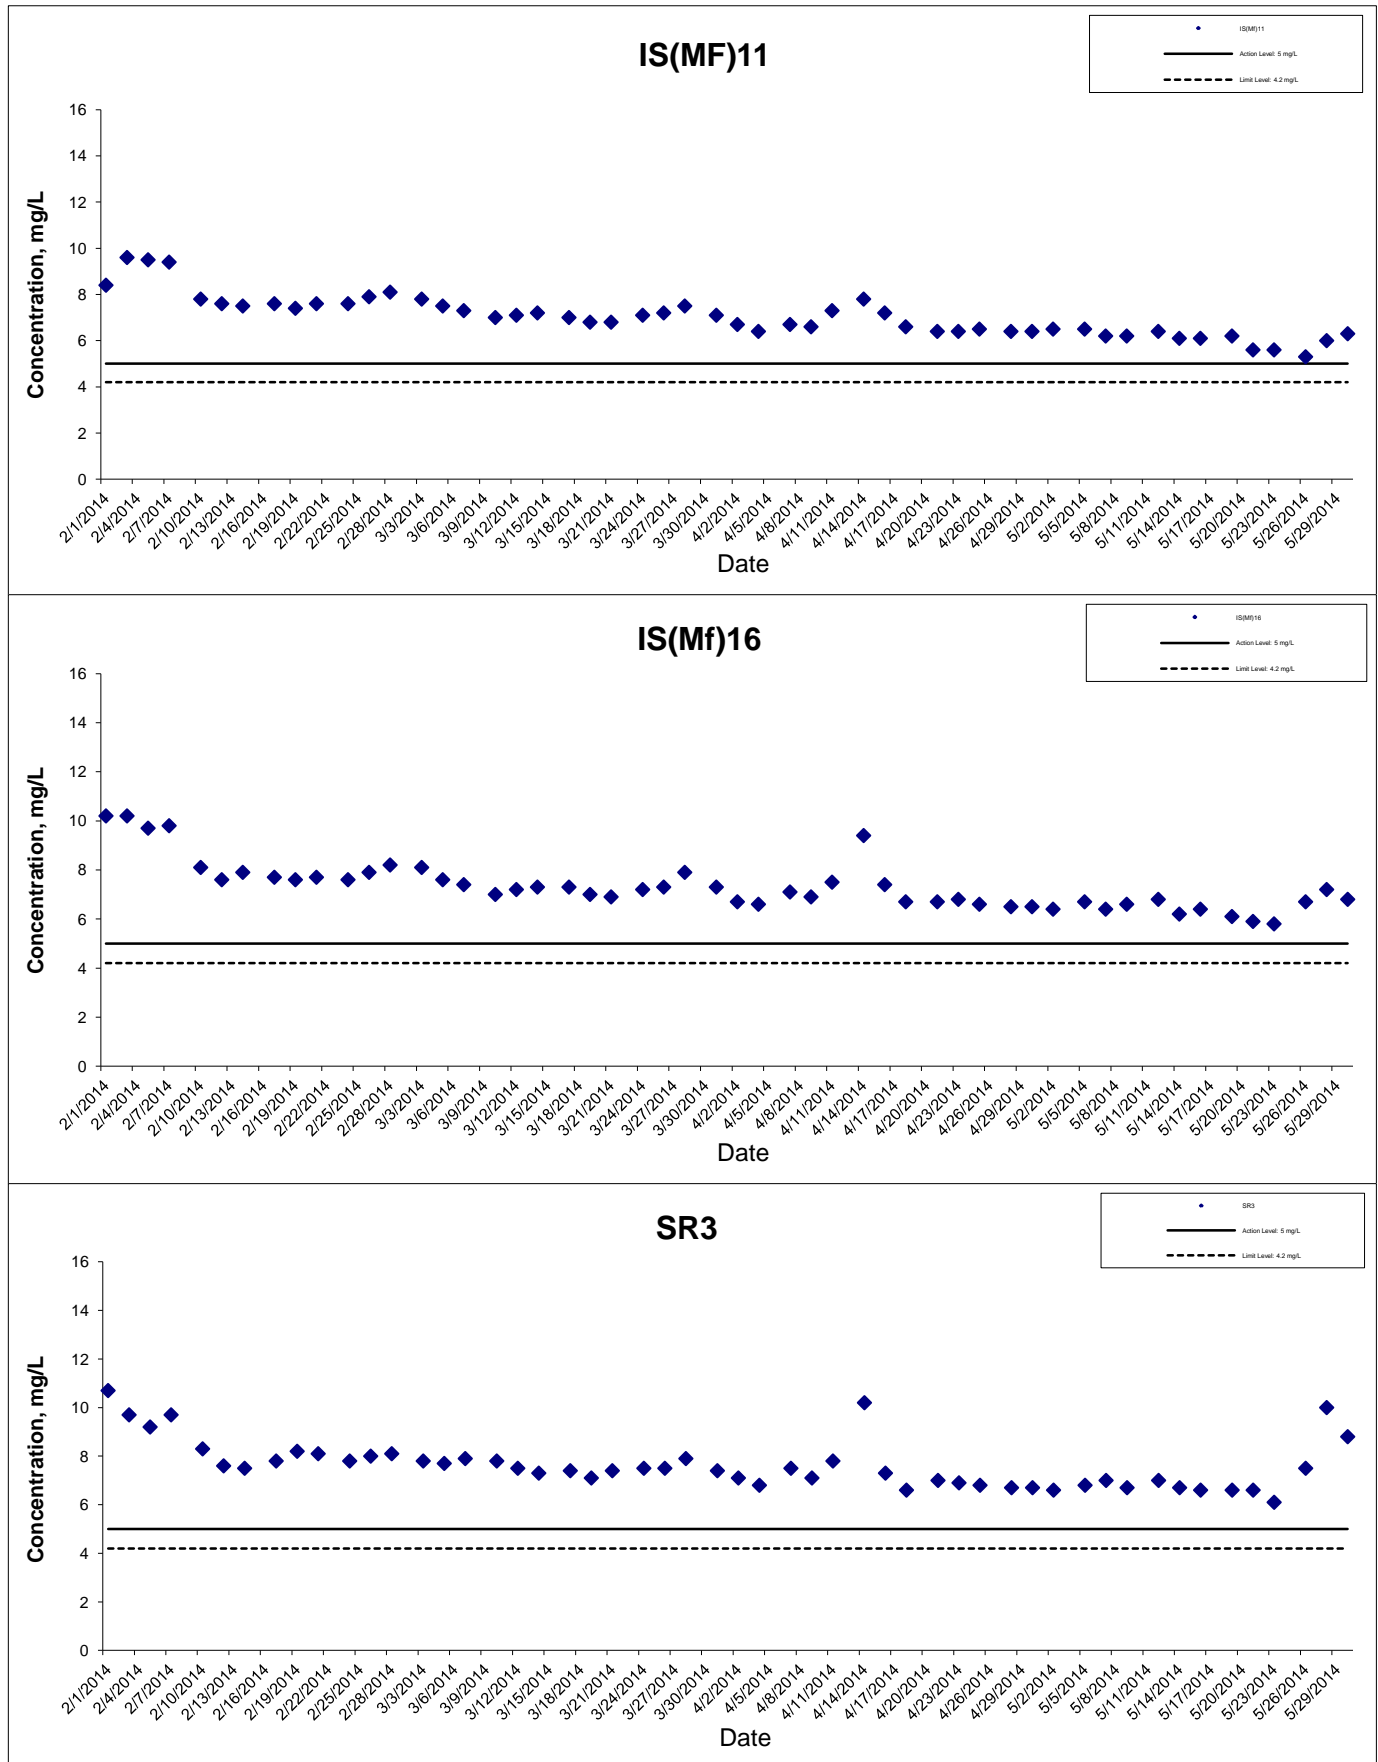 IS(MF)11
IS(Mf)11
Action Level: 5 mg/L
Limit Level: 4.2 mg/L
Concentration, mg/L
16
14
12
10
8
6
4
2
0
2/1/2014 2/4/2014 2/7/2014 2/10/2014 2/13/2014 2/16/2014 2/19/2014 2/22/2014 2/25/2014 2/28/2014 3/3/2014 3/6/2014 3/9/2014 3/12/2014 3/15/2014 3/18/2014 3/21/2014 3/24/2014 3/27/2014 3/30/2014 4/2/2014 4/5/2014 4/8/2014 4/11/2014 4/14/2014 4/17/2014 4/20/2014 4/23/2014 4/26/2014 4/29/2014 5/2/2014 5/5/2014 5/8/2014 5/11/2014 5/14/2014 5/17/2014 5/20/2014 5/23/2014 5/26/2014 5/29/2014
Date
IS(Mf)16
IS(Mf)16
Action Level: 5 mg/L
Limit Level: 4.2 mg/L
Concentration, mg/L
16
14
12
10
8
6
4
2
0
2/1/2014 2/4/2014 2/7/2014 2/10/2014 2/13/2014 2/16/2014 2/19/2014 2/22/2014 2/25/2014 2/28/2014 3/3/2014 3/6/2014 3/9/2014 3/12/2014 3/15/2014 3/18/2014 3/21/2014 3/24/2014 3/27/2014 3/30/2014 4/2/2014 4/5/2014 4/8/2014 4/11/2014 4/14/2014 4/17/2014 4/20/2014 4/23/2014 4/26/2014 4/29/2014 5/2/2014 5/5/2014 5/8/2014 5/11/2014 5/14/2014 5/17/2014 5/20/2014 5/23/2014 5/26/2014 5/29/2014
Date
SR3
SR3
Action Level: 5 mg/L
Limit Level: 4.2 mg/L
Concentration, mg/L
16
14
12
10
8
6
4
2
0
2/1/2014 2/4/2014 2/7/2014 2/10/2014 2/13/2014 2/16/2014 2/19/2014 2/22/2014 2/25/2014 2/28/2014 3/3/2014 3/6/2014 3/9/2014 3/12/2014 3/15/2014 3/18/2014 3/21/2014 3/24/2014 3/27/2014 3/30/2014 4/2/2014 4/5/2014 4/8/2014 4/11/2014 4/14/2014 4/17/2014 4/20/2014 4/23/2014 4/26/2014 4/29/2014 5/2/2014 5/5/2014 5/8/2014 5/11/2014 5/14/2014 5/17/2014 5/20/2014 5/23/2014 5/26/2014 5/29/2014
Date